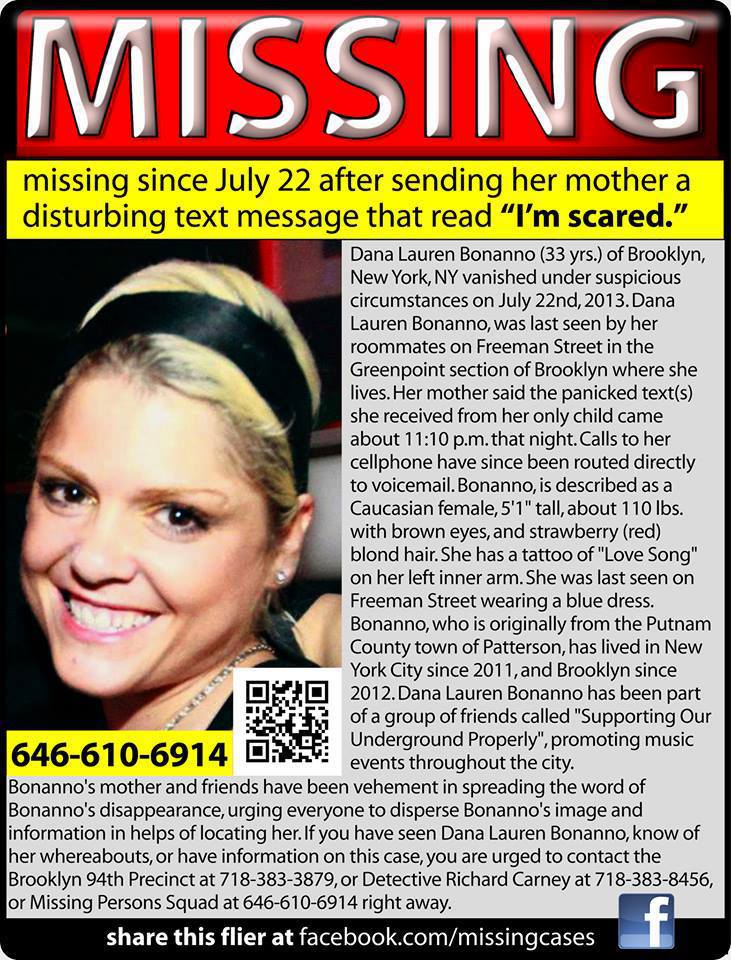 MISSING
missing since July 22 after sending her mother a
disturbing text message that read “I’m scared.”
Dana Lauren Bonanno (33 yrs.) of Brooklyn,
New York, NY vanished under suspicious
circumstances on July 22nd, 2013. Dana
Lauren Bonanno, was last seen by her
roommates on Freeman Street in the
Greenpoint section of Brooklyn where she
lives. Her mother said the panicked text(s)
she received from her only child came
about 11:10 p.m. that night. Calls to her
cellphone have since been routed directly
to voicemail. Bonanno, is described as a
Caucasian female, 5'1" tall, about 110 lbs.
with brown eyes, and strawberry (red)
blond hair. She has a tattoo of "Love Song"
on her left inner arm. She was last seen on
Freeman Street wearing a blue dress.
Bonanno, who is originally from the Putnam
County town of Patterson, has lived in New
York City since 2011, and Brooklyn since
2012. Dana Lauren Bonanno has been part
of a group of friends called "Supporting Our
Underground Properly", promoting music
events throughout the city.
646-610-6914
Bonanno's mother and friends have been vehement in spreading the word of
Bonanno's disappearance, urging everyone to disperse Bonanno's image and
information in helps of locating her. If you have seen Dana Lauren Bonanno, know of
her whereabouts, or have information on this case, you are urged to contact the
Brooklyn 94th Precinct at 718-383-3879, or Detective Richard Carney at 718-383-8456,
or Missing Persons Squad at 646-610-6914 right away.
f
share this flier at facebook.com/missingcases